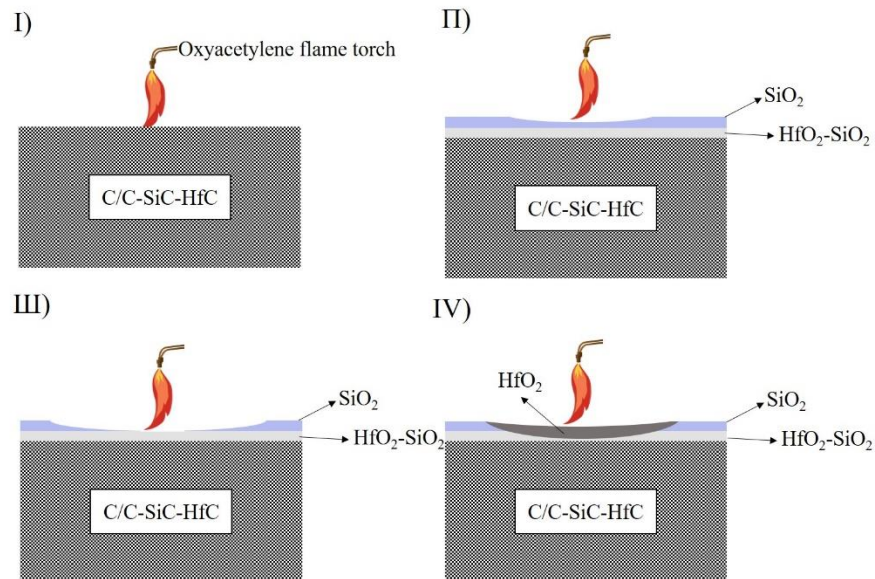 I)
Oxyacetylene flame torch
C/C-SiC-HfC
П)
SiO₂
HfO₂-SiO₂
C/C-SiC-HfC
Ш)
SiO₂
HfO₂-SiO₂
C/C-SiC-HfC
IV)
HfO₂
SiO₂
HfO₂-SiO₂
C/C-SiC-HfC